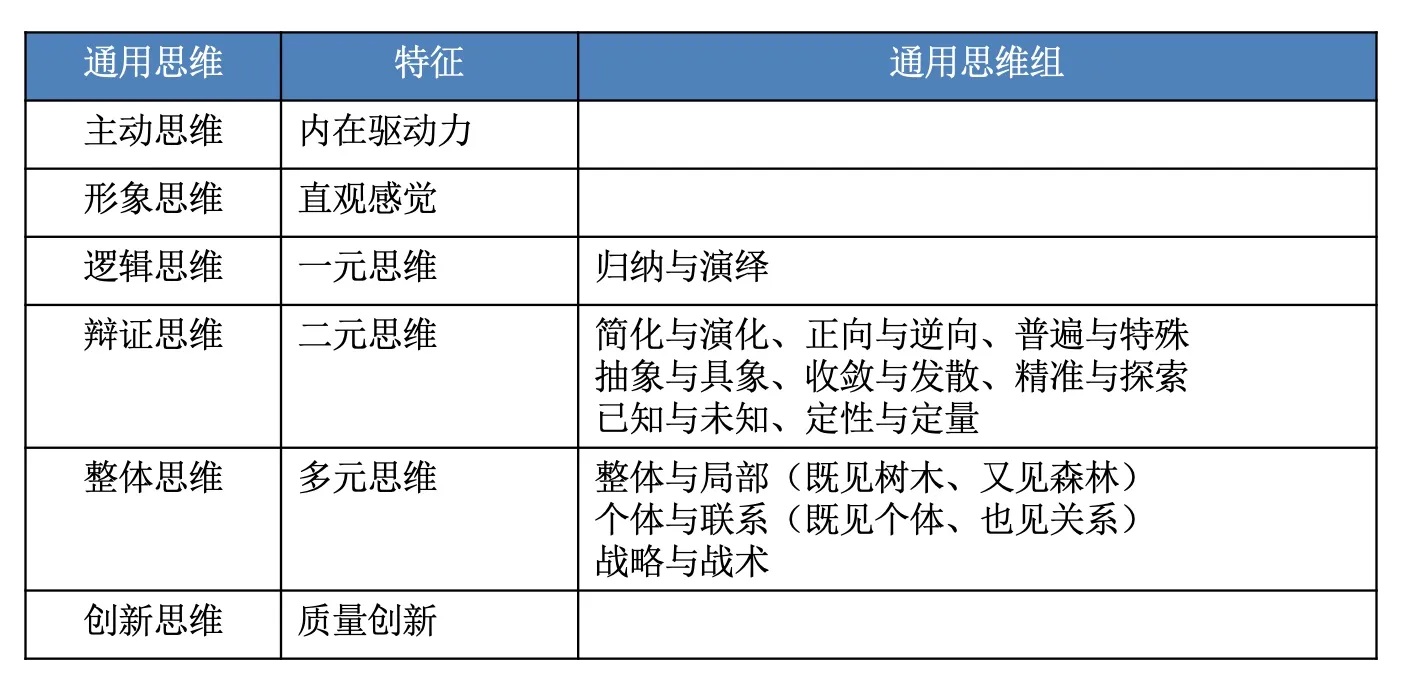 通用思维 特征 通用思维组
主动思维 内在驱动力
形象思维 直观感觉
逻辑思维 一元思维 归纳与演绎
辩证思维 二元思维 简化与演化、正向与逆向、普遍与特殊
抽象与具象、收敛与发散、精准与探索
已知与未知、定性与定量
整体思维 多元思维 整体与局部（既见树木、又见森林）
个体与联系（既见个体、也见关系）
战略与战术
创新思维 质量创新